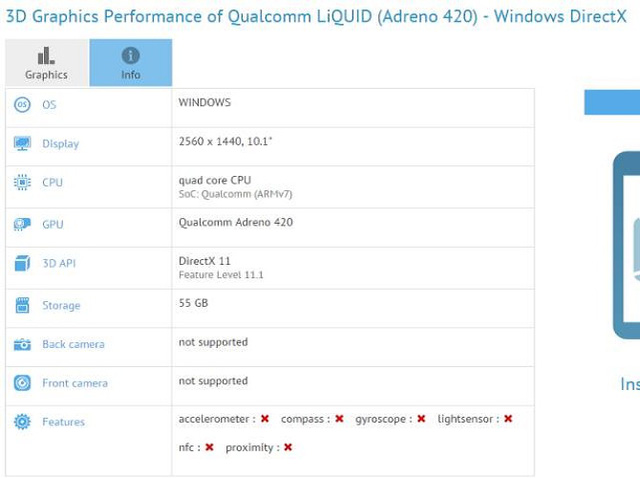 3D Graphics Performance of Qualcomm LiQUID (Adreno 420) - Windows DirectX
Graphics
Info
OS WINDOWS
Display 2560 x 1440, 10.1"
CPU quad core CPU
SoC: Qualcomm (ARMv7)
GPU Qualcomm Adreno 420
3D API DirectX 11
Feature Level 11.1
Storage 55 GB
Back camera not supported
Front camera not supported
Features accelerometer : ✖ compass : ✖ gyroscope : ✖ lightsensor : ✖
nfc : ✖ proximity : ✖
Ins